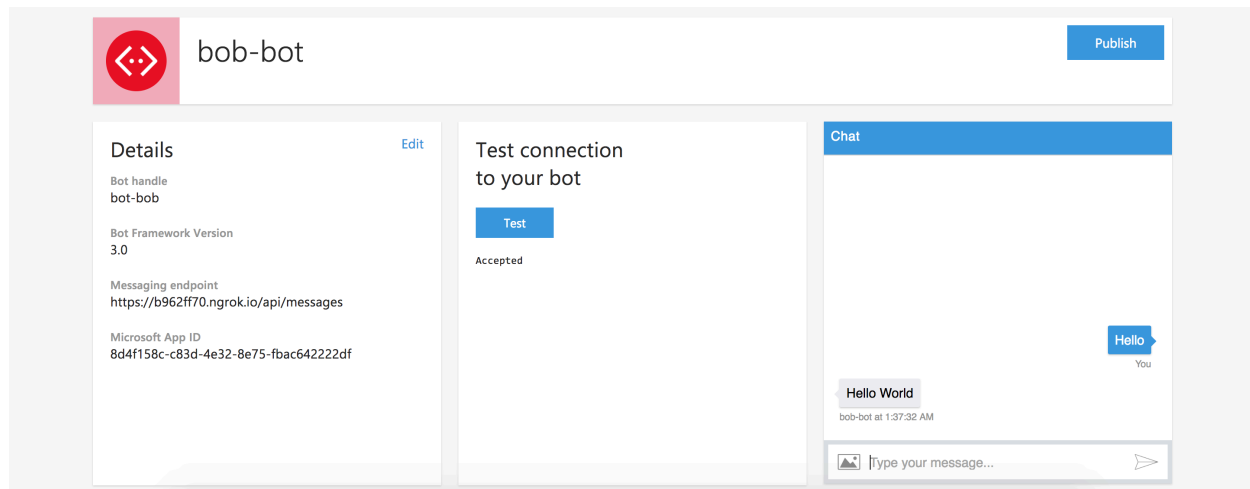 bob-bot
Publish
Details
Edit
Bot handle
bot-bob
Bot Framework Version
3.0
Messaging endpoint
https://b962ff70.ngrok.io/api/messages
Microsoft App ID
8d4f158c-c83d-4e32-8e75-fbac642222df
Test connection
to your bot
Test
Accepted
Chat
Hello
You
Hello World
bob-bot at 1:37:32 AM
Type your message...